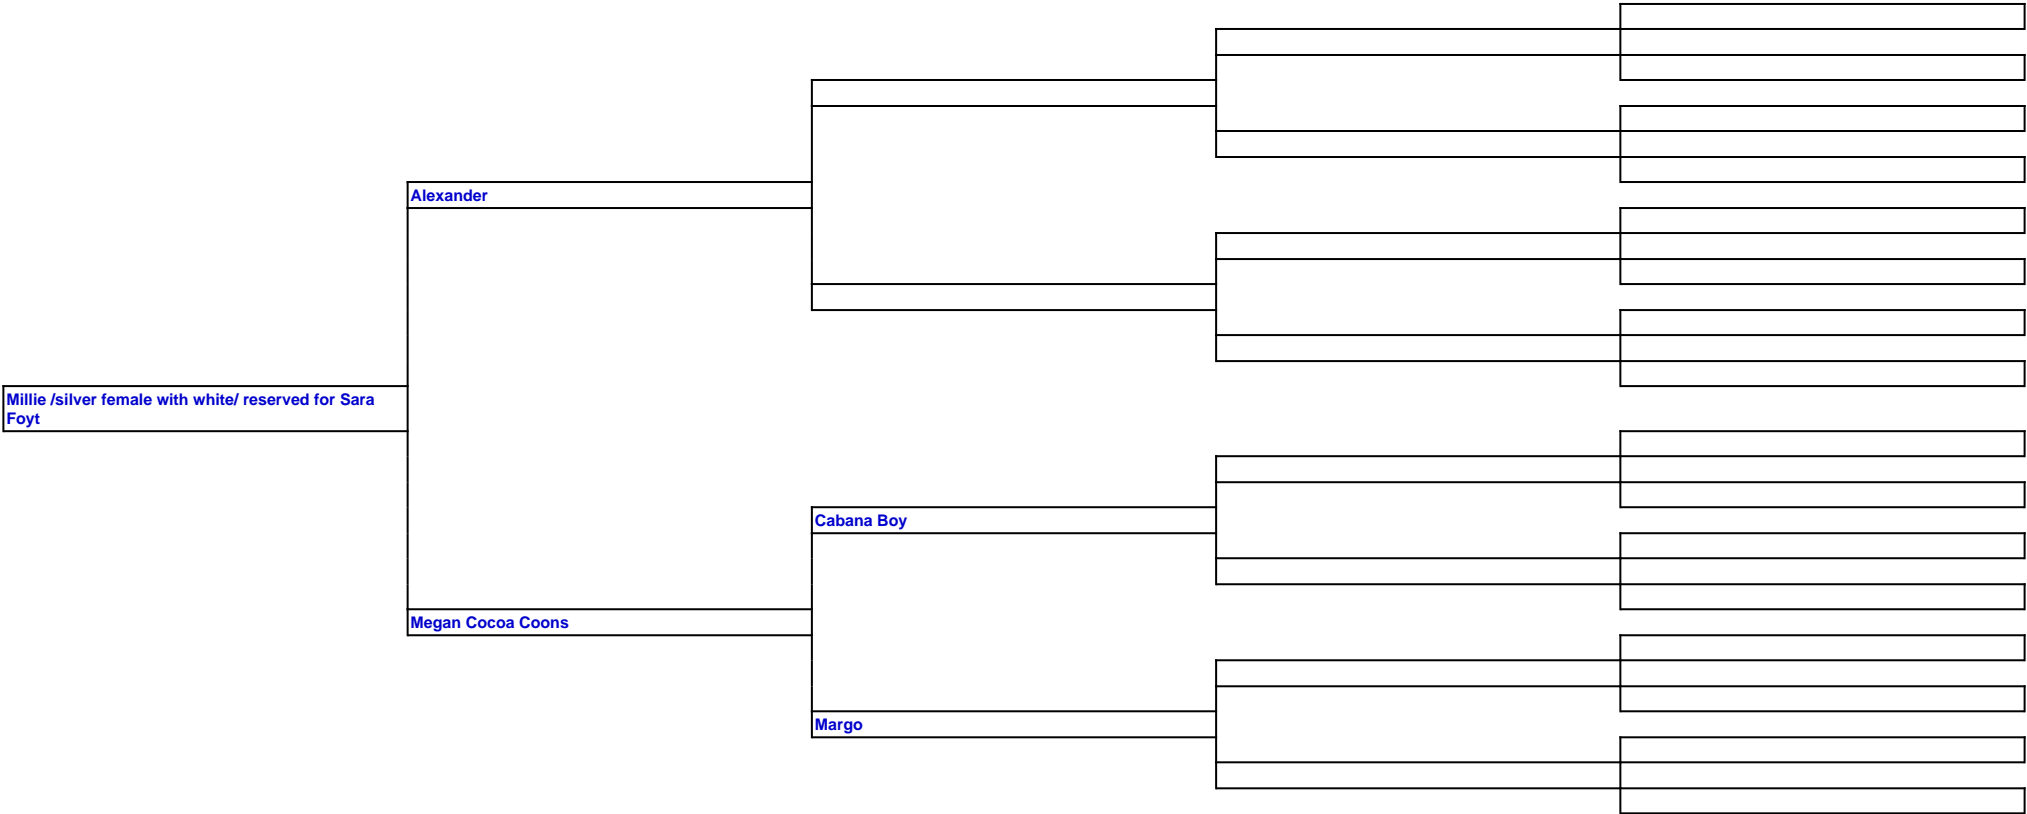 Alexander
Millie /silver female with white/ reserved for Sara
Foyt
Cabana Boy
Megan Cocoa Coons
Margo